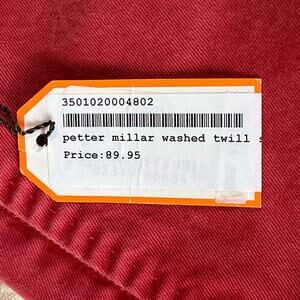 3501020004802
petter millar washed twill s
Price:89.95